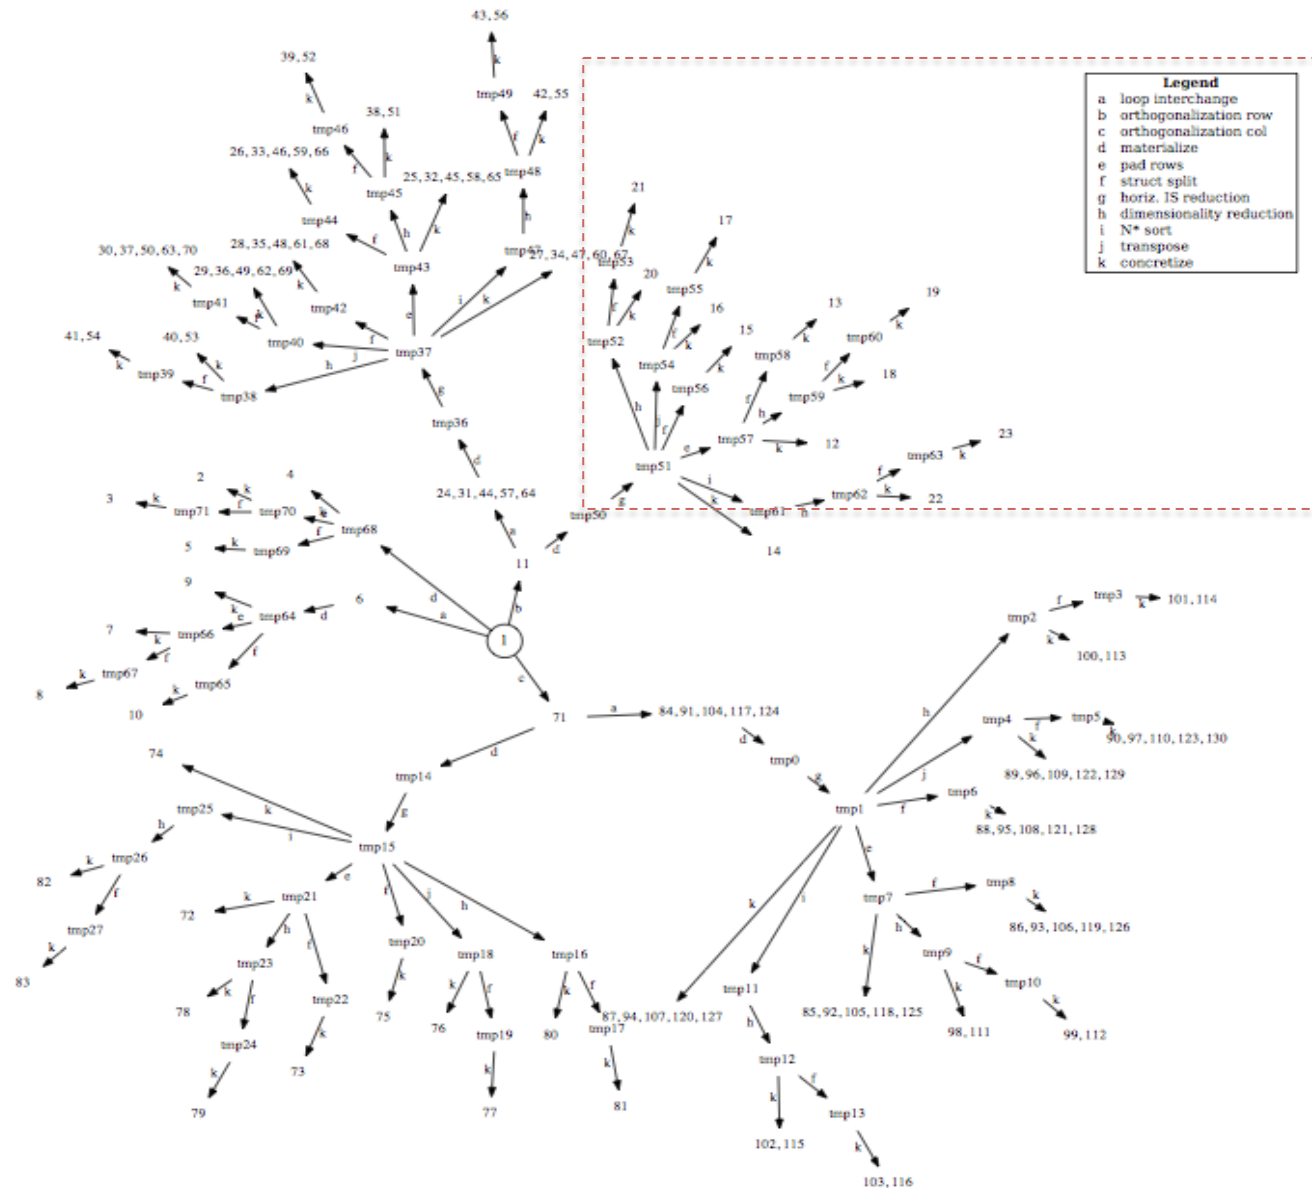 43,56
39,52
tmp49
42,55
k
k
tmp46
38,51
f
k
26,33,46,59,66
k
f
k
tmp48
25,32,45,58,65
tmp45
k
tmp44
h
k
h
f
30,37,50,63,70
28,35,48,61,68
29,36,49,62,69
tmp43
tmp47
27,34,47,60,67
k
k
k
tmp41
tmp42
e
i
k
41,54
40,53
f
tmp40
f
j
tmp37
h
k
tmp39
k
f
tmp38
g
tmp36
d
24,31,44,57,64
a
11
b
d
tmp50
g
Legend
a loop interchange
b orthogonalization row
c orthogonalization col
d materialize
e pad rows
f struct split
g horiz. IS reduction
h dimensionality reduction
i N* sort
j transpose
k concretize
21
17
k
tmp53
20
k
tmp55
f
k
16
13
19
tmp52
f
k
15
k
tmp60
k
tmp54
tmp58
k
tmp56
f
k
18
h
j
f
f
tmp59
h
e
tmp57
k
12
23
tmp51
tmp63
k
i
k
f
k
tmp61
h
tmp62
22
14
2
4
3
k
tmp71
f
k
tmp70
k
e
tmp68
5
k
tmp69
f
d
9
6
a
k
tmp64
d
7
k
tmp66
e
f
f
8
k
tmp67
tmp65
10
k
1
c
71
a
84,91,104,117,124
d
tmp0
g
tmp1
74
d
tmp14
g
k
tmp25
i
tmp15
h
tmp26
82
k
f
tmp27
83
k
e
f
j
h
tmp21
72
k
h
f
tmp23
78
k
f
tmp22
k
73
tmp24
k
79
tmp20
k
75
tmp18
k
f
76
tmp19
k
77
tmp16
k
f
80
tmp17
k
81
h
tmp2
f
tmp3
k
101,114
k
100,113
j
tmp4
f
tmp5
k
90,97,110,123,130
k
89,96,109,122,129
f
tmp6
k
88,95,108,121,128
e
tmp7
f
tmp8
k
86,93,106,119,126
k
h
85,92,105,118,125
tmp9
f
k
tmp10
k
98,111
99,112
k
i
87,94,107,120,127
tmp11
h
tmp12
k
f
102,115
tmp13
k
103,116